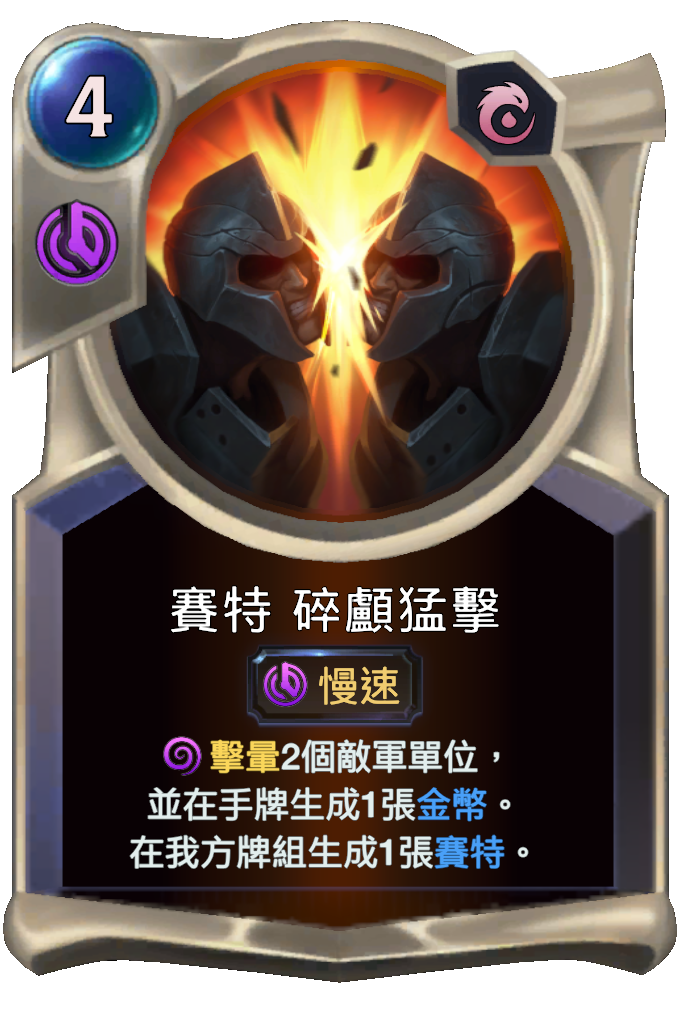 4
賽特 碎顱猛擊
慢速
擊暈2個敵軍單位，
並在手牌生成1張金幣。
在我方牌組生成1張賽特。